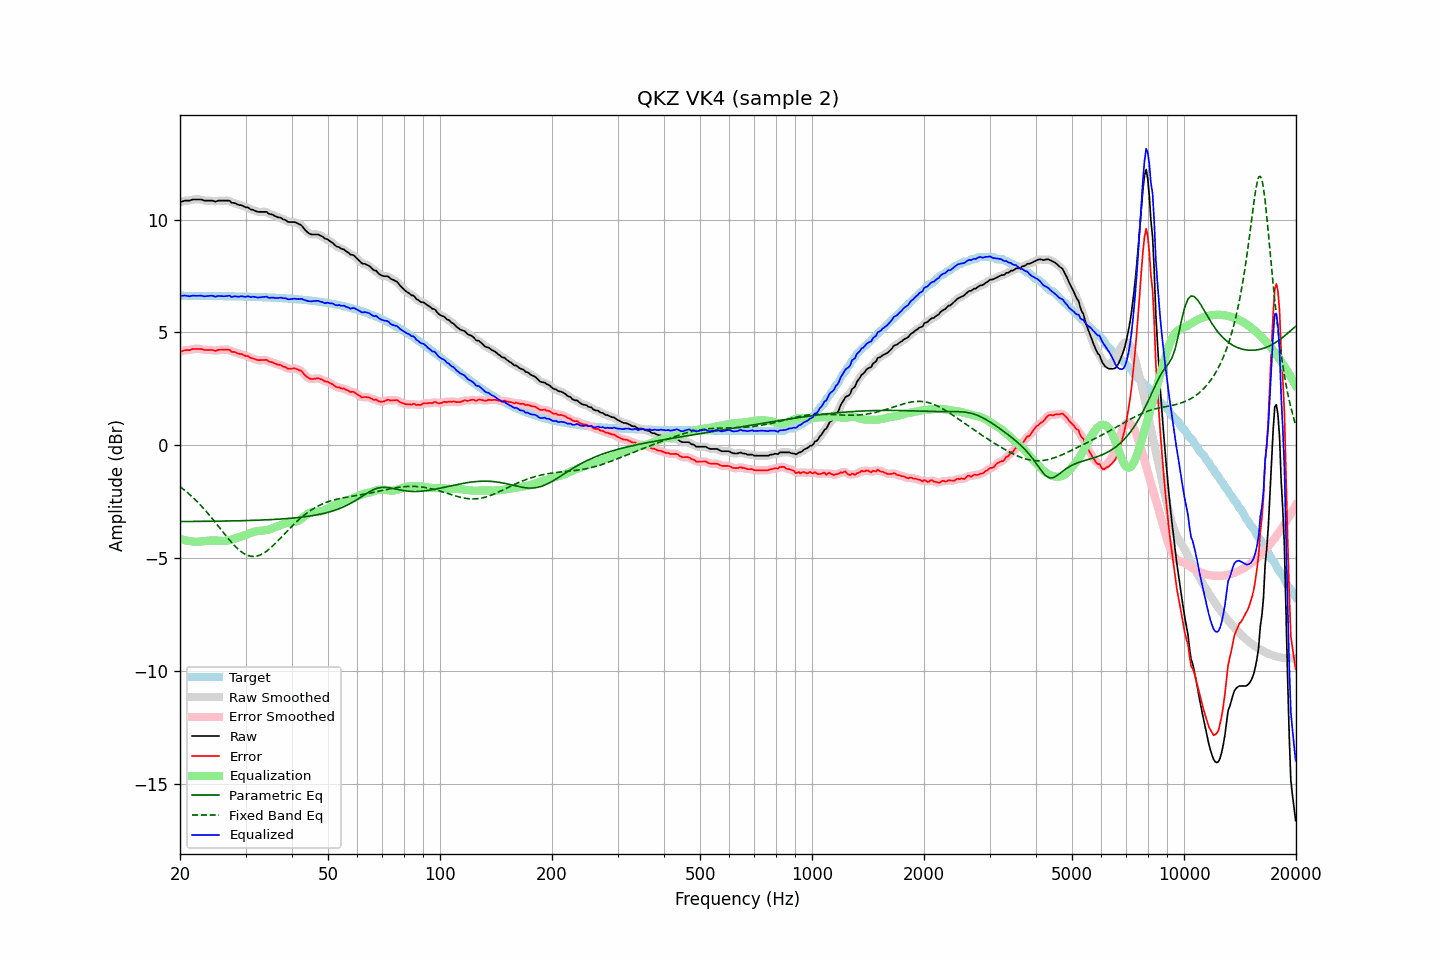 QKZ VK4 (sample 2)
Amplitude (dBr)
10
5
0
−5
−10
−15
Target
Raw Smoothed
Error Smoothed
Raw
Error
Equalization
Parametric Eq
Fixed Band Eq
Equalized
20 50 100 200 500 1000 2000 5000 10000 20000
Frequency (Hz)